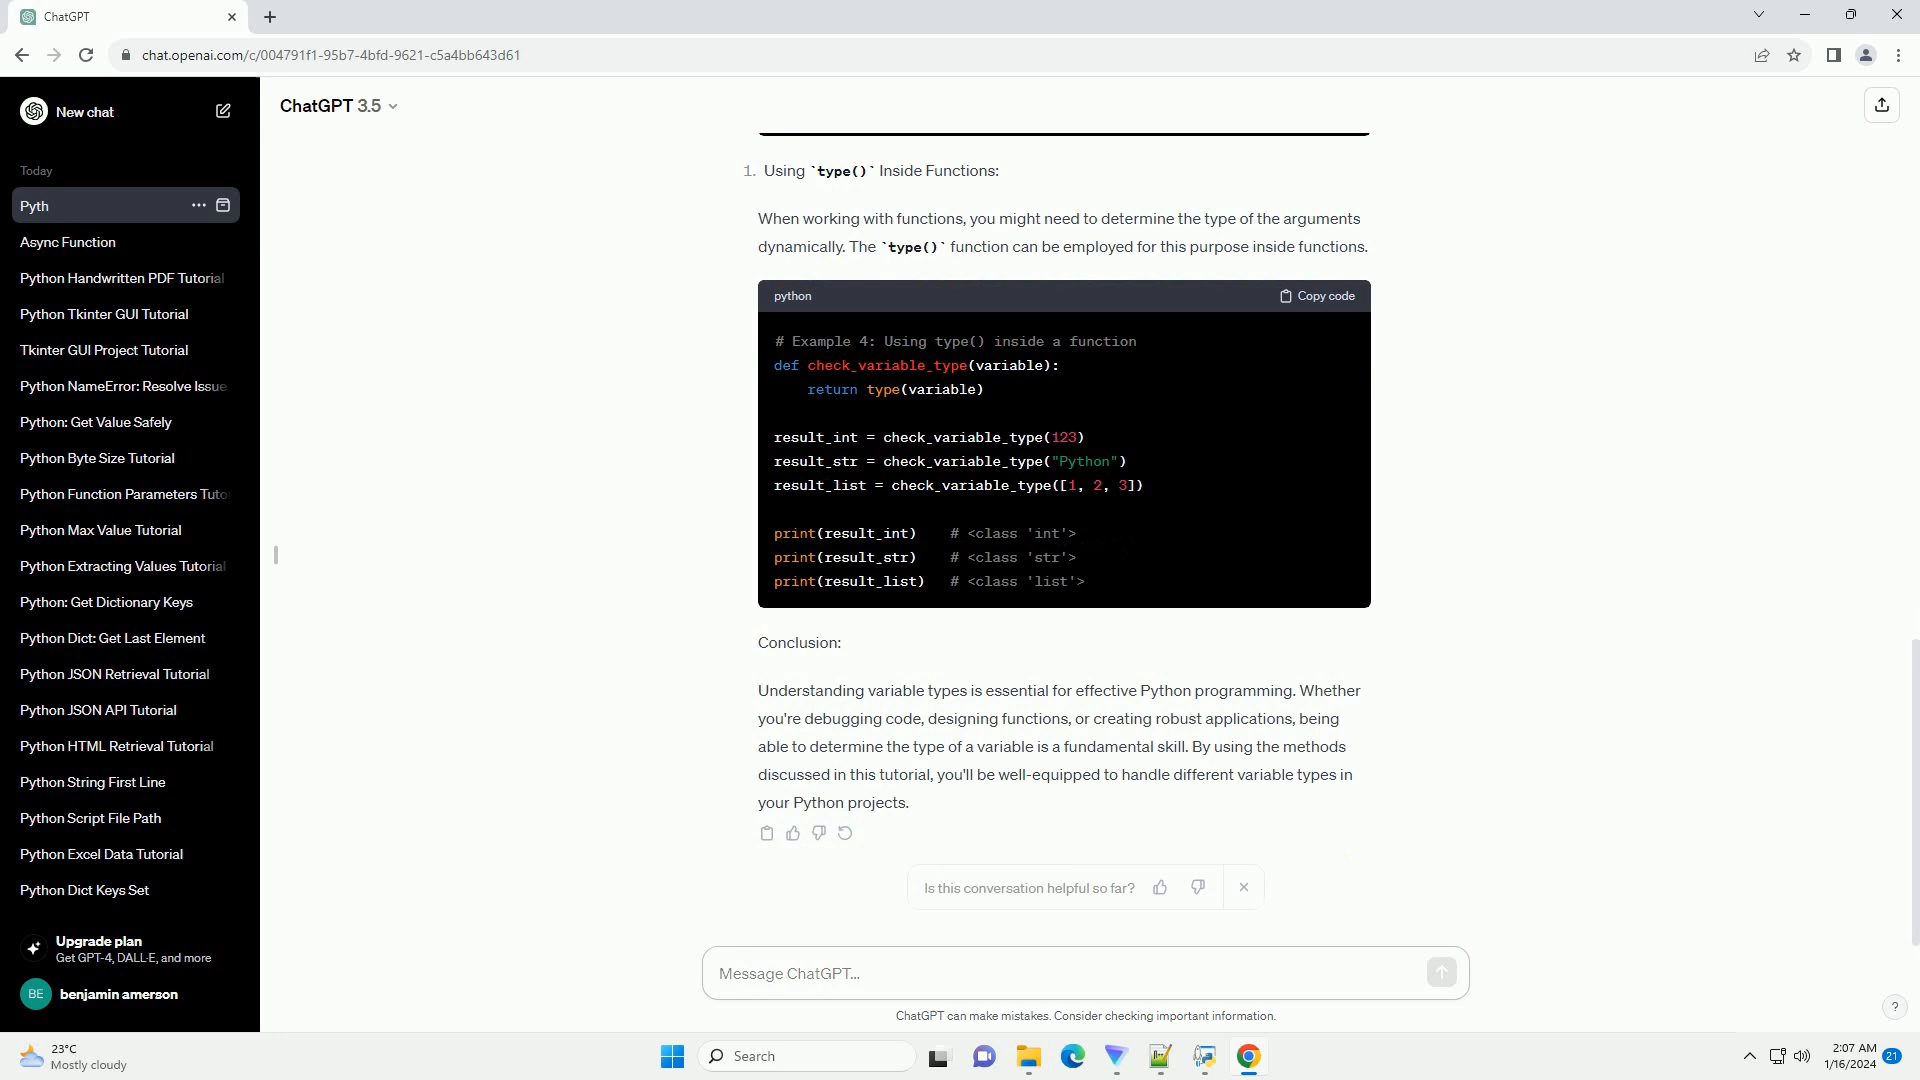 ChatGPT
chat.openai.com/c/004791f1-95b7-4bfd-9621-c5a4bb643d61
New chat
Today
Pyth
Async Function
Python Handwritten PDF Tutorial
Python Tkinter GUI Tutorial
Tkinter GUI Project Tutorial
Python NameError: Resolve Issue
Python: Get Value Safely
Python Byte Size Tutorial
Python Function Parameters Tuto
Python Max Value Tutorial
Python Extracting Values Tutorial
Python: Get Dictionary Keys
Python Dict: Get Last Element
Python JSON Retrieval Tutorial
Python JSON API Tutorial
Python HTML Retrieval Tutorial
Python String First Line
Python Script File Path
Python Excel Data Tutorial
Python Dict Keys Set
Upgrade plan
Get GPT-4, DALL·E, and more
BE benjamin amerson
ChatGPT 3.5
1. Using `type()` Inside Functions:
When working with functions, you might need to determine the type of the arguments
dynamically. The `type()` function can be employed for this purpose inside functions.
python Copy code
# Example 4: Using type() inside a function
def check_variable_type(variable):
    return type(variable)
result_int = check_variable_type(123)
result_str = check_variable_type("Python")
result_list = check_variable_type([1, 2, 3])
print(result_int)    # <class 'int'>
print(result_str)    # <class 'str'>
print(result_list)   # <class 'list'>
Conclusion:
Understanding variable types is essential for effective Python programming. Whether
you're debugging code, designing functions, or creating robust applications, being
able to determine the type of a variable is a fundamental skill. By using the methods
discussed in this tutorial, you'll be well-equipped to handle different variable types in
your Python projects.
Is this conversation helpful so far?
Message ChatGPT...
ChatGPT can make mistakes. Consider checking important information.
?
23°C
Mostly cloudy
Search
2:07 AM
1/16/2024
21